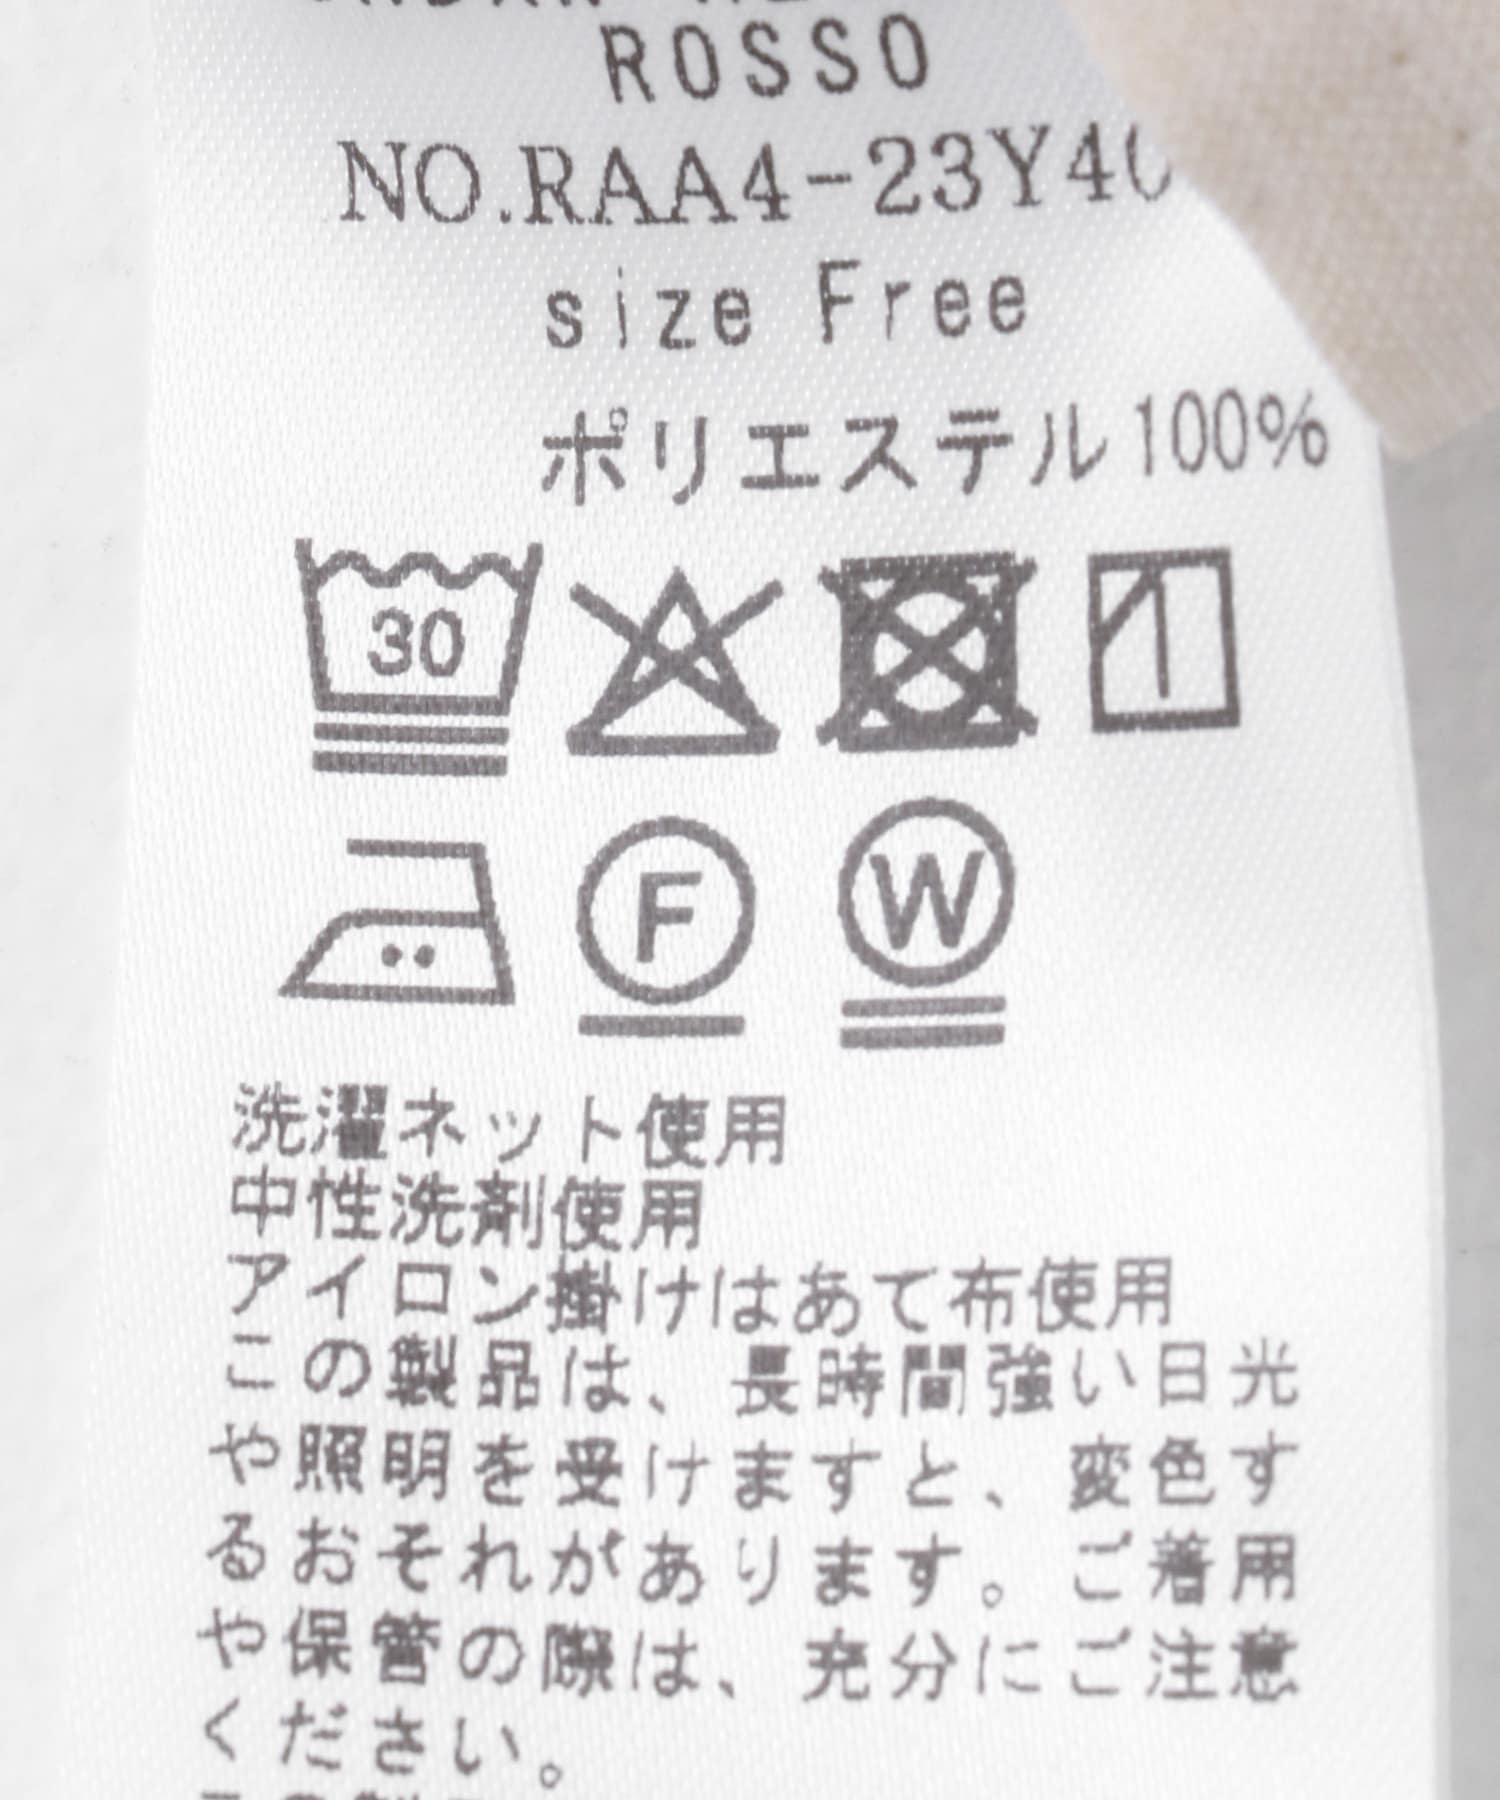 ROSSO
NO.RAA4-23Y40
size Free
ポリエステル100%
30
F W
洗濯ネット使用
中性洗剤使用
アイロン掛けはあて布使用
この製品は、長時間強い日光
や照明を受けますと、変色す
るおそれがあります。ご着用
や保管の際は、充分にご注意
ください。